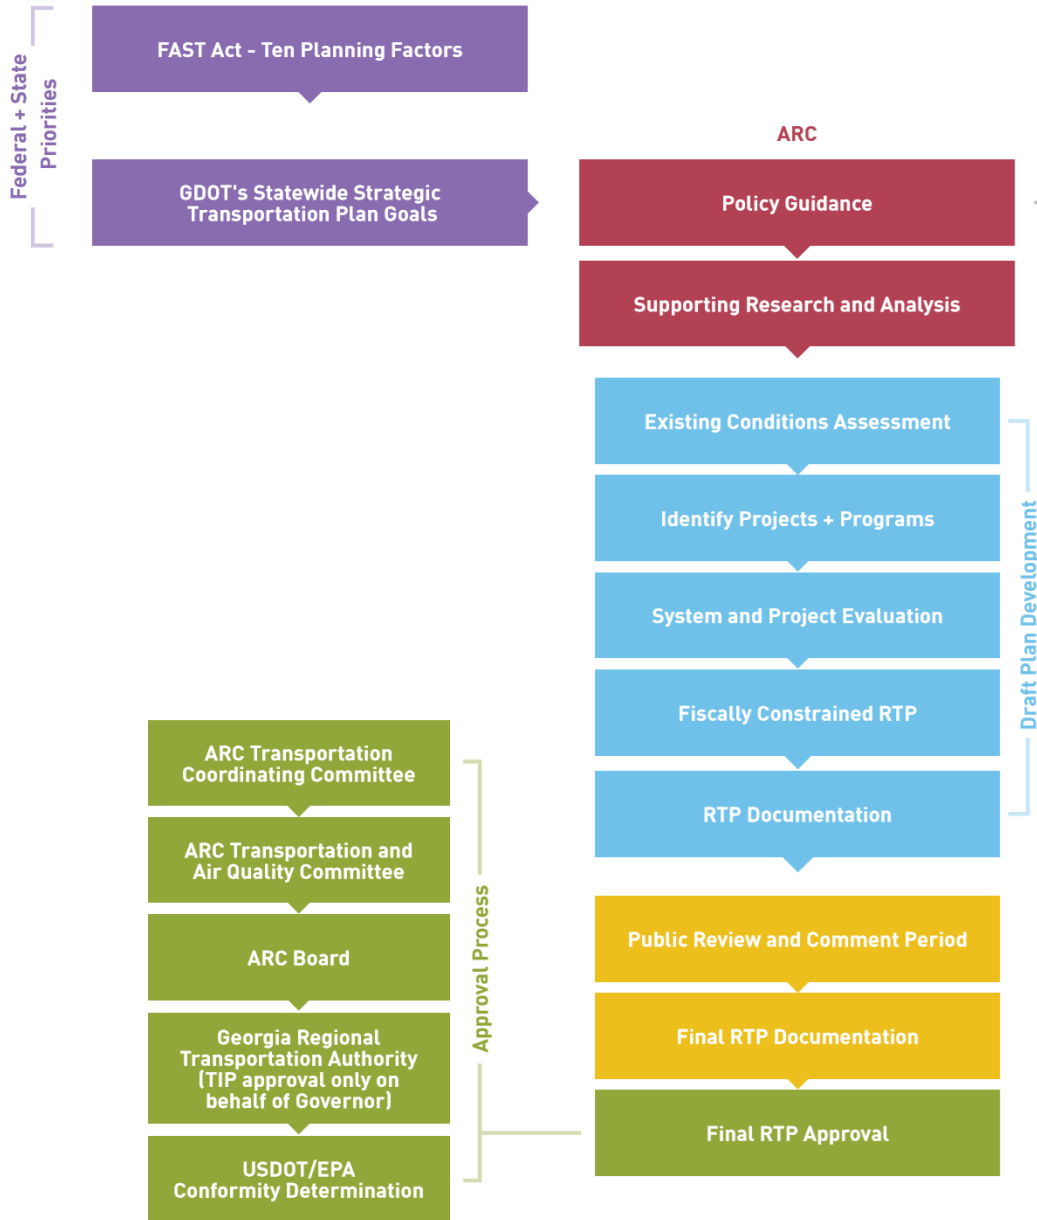 Federal + State
Priorities
FAST Act - Ten Planning Factors
GDOT's Statewide Strategic
Transportation Plan Goals
ARC
Policy Guidance
Supporting Research and Analysis
Existing Conditions Assessment
Identify Projects + Programs
System and Project Evaluation
Fiscally Constrained RTP
RTP Documentation
Draft Plan Development
Public Review and Comment Period
Final RTP Documentation
Final RTP Approval
Approval Process
ARC Transportation
Coordinating Committee
ARC Transportation and
Air Quality Committee
ARC Board
Georgia Regional
Transportation Authority
(TIP approval only on
behalf of Governor)
USDOT/EPA
Conformity Determination